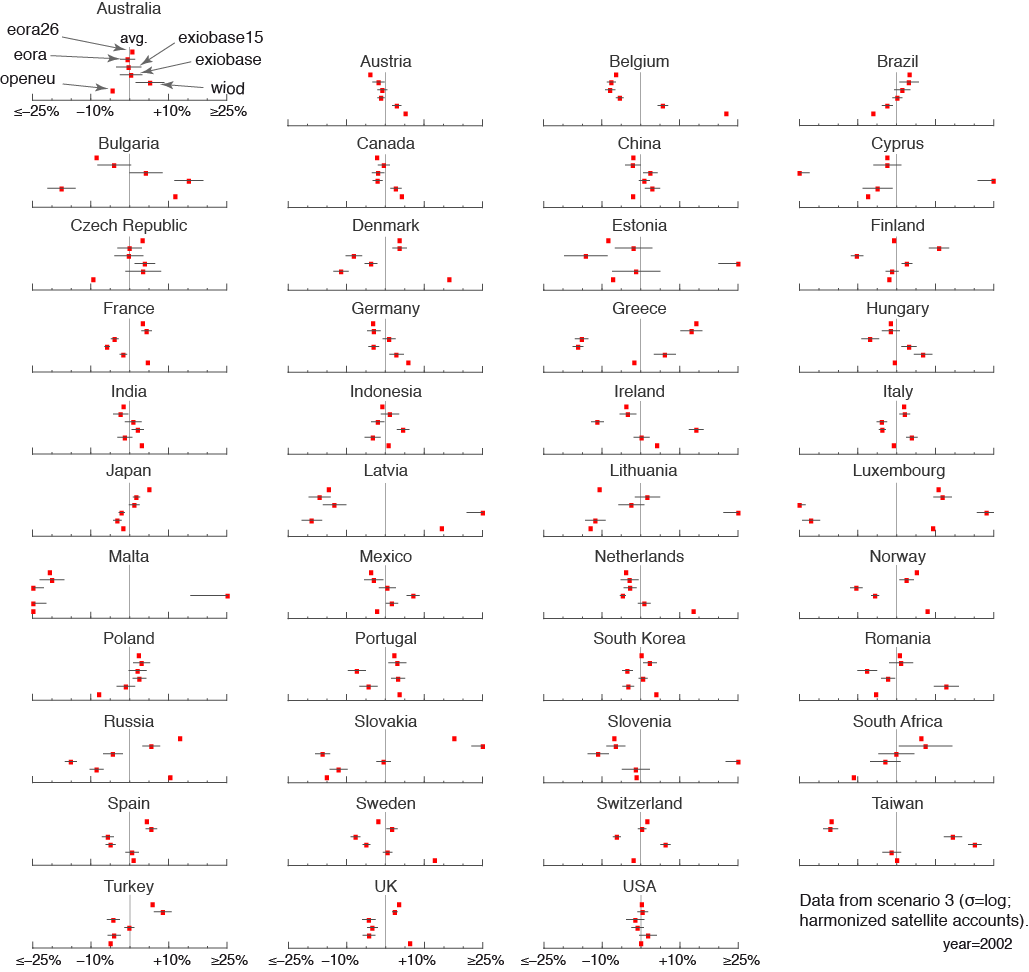 Australia
eora26
avg.
exiobase15
eora
exiobase
openeu
wiod
≤–25%
–10%
+10%
≥25%
Austria
Belgium
Brazil
Bulgaria
Canada
China
Cyprus
Czech Republic
Denmark
Estonia
Finland
France
Germany
Greece
Hungary
India
Indonesia
Ireland
Italy
Japan
Latvia
Lithuania
Luxembourg
Malta
Mexico
Netherlands
Norway
Poland
Portugal
South Korea
Romania
Russia
Slovakia
Slovenia
South Africa
Spain
Sweden
Switzerland
Taiwan
Turkey
UK
USA
Data from scenario 3 (σ=log;
harmonized satellite accounts).
year=2002
≤–25%
–10%
+10%
≥25%
≤–25%
–10%
+10%
≥25%
≤–25%
–10%
+10%
≥25%